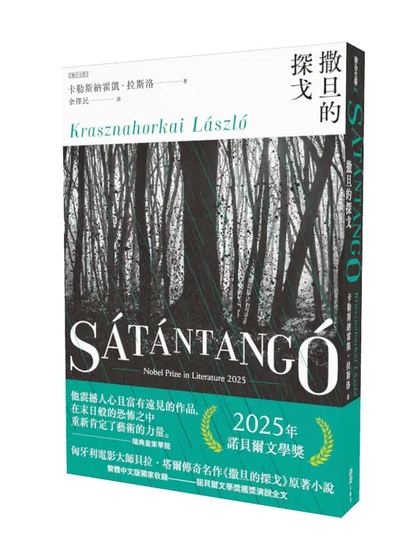 撒旦的
探戈
卡勒斯納霍凱・拉斯洛 著
余澤民 譯
Krasznahorkai László
SÁTÁNTANGÓ
Nobel Prize in Literature 2025
他震撼人心且富有遠見的作品,
在末日般的恐怖之中
重新肯定了藝術的力量。
——瑞典皇家學院
2025年
諾貝爾文學獎
匈牙利電影大師貝拉・塔爾傳奇名作《撒旦的探戈》原著小說
繁體中文版獨家收錄——諾貝爾文學獎獲獎演說全文
SÁTÁNTANGÓ
撒旦的探戈
Krasznahorkai László
卡勒斯納霍凱・拉斯洛 著